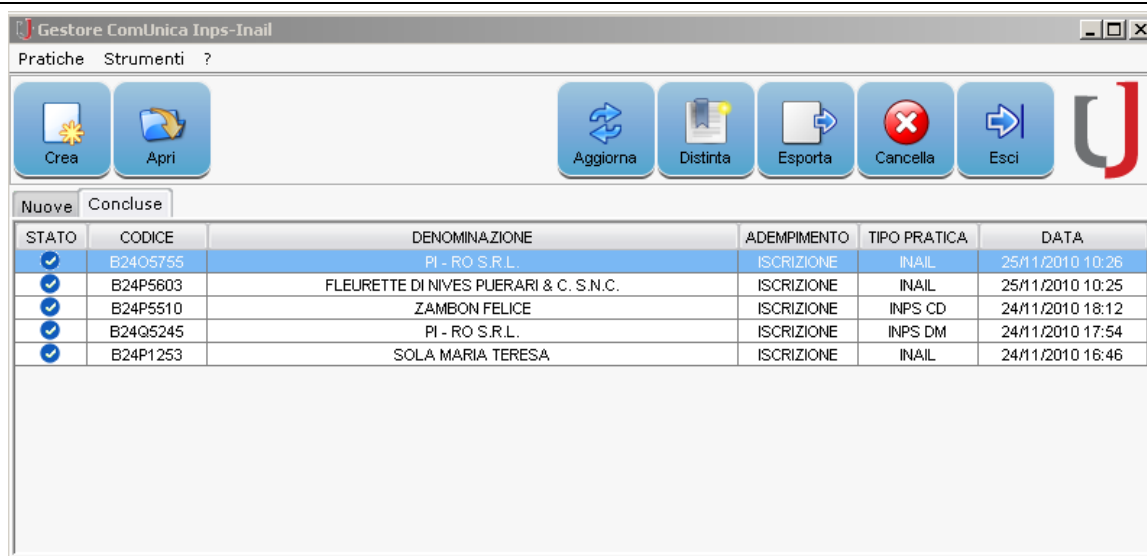 Gestore ComUnica Inps-Inail
Pratiche Strumenti ?
Crea Apri Aggiorna Distinta Esporta Cancella Esci
Nuove Concluse
STATO CODICE DENOMINAZIONE ADEMPIMENTO TIPO PRATICA DATA
B24O5755 PI - RO S.R.L. ISCRIZIONE INAIL 25/11/2010 10:26
B24P5603 FLEURETTE DI NIVES PUERARI & C. S.N.C. ISCRIZIONE INAIL 25/11/2010 10:25
B24P5510 ZAMBON FELICE ISCRIZIONE INPS CD 24/11/2010 18:12
B24Q5245 PI - RO S.R.L. ISCRIZIONE INPS DM 24/11/2010 17:54
B24P1253 SOLA MARIA TERESA ISCRIZIONE INAIL 24/11/2010 16:46